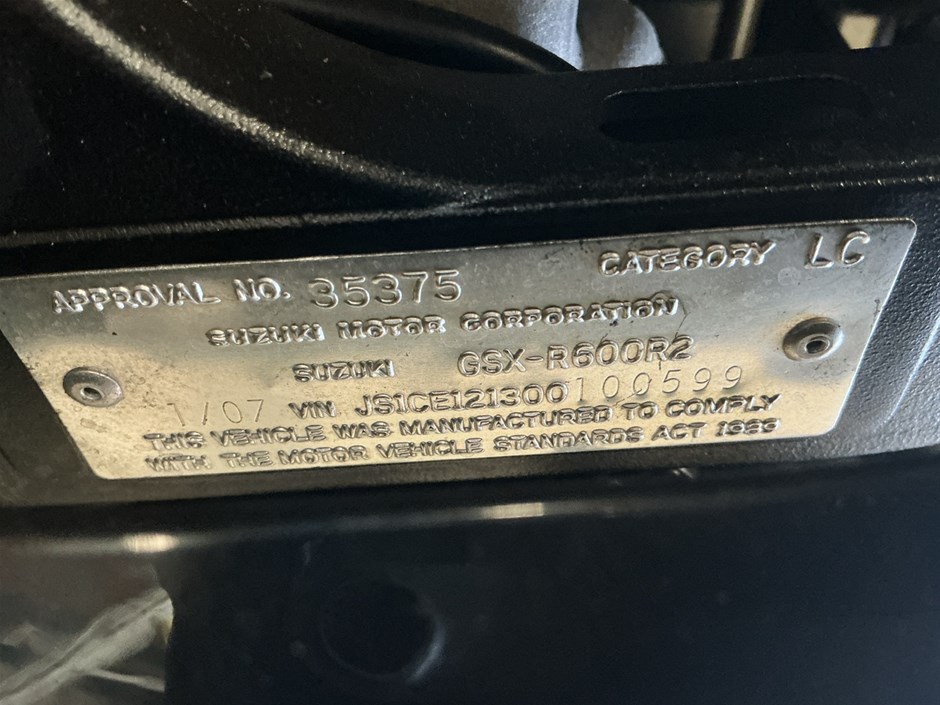 APPROVAL NO. 35375 CATEGORY LC
SUZUKI MOTOR CORPORATION
SUZUKI GSX-R600R2
1/07 VIN JS1CE121300100599
THIS VEHICLE WAS MANUFACTURED TO COMPLY
WITH THE MOTOR VEHICLE STANDARDS ACT 1989